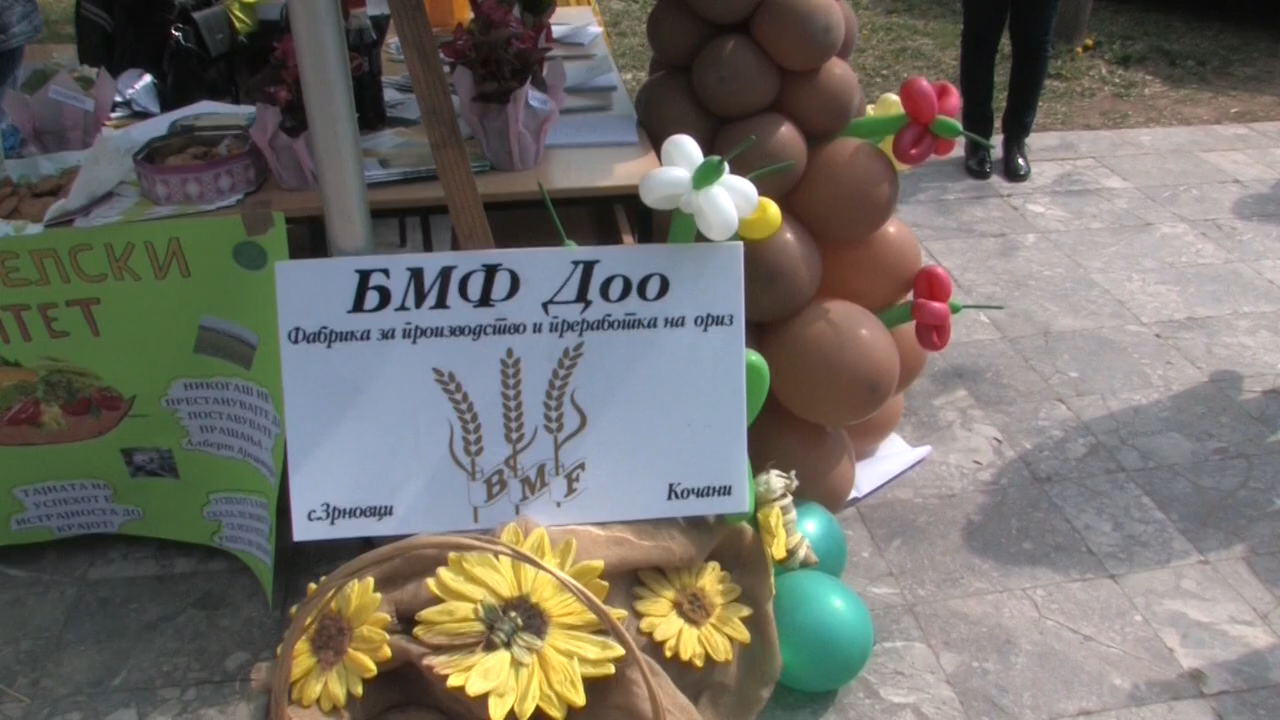 ЕЛСКИ
ТЕТ
НИКОГАШ НЕ
ПРЕСТАНУВАЈТЕ ДА
ПОСТАВУВАТЕ
ПРАШАЊА -
Алберт
ТАЈНАТА НА
УСПЕХОТ Е
ИСТРАЈНОСТА ДО
КРАЈОТ!
БМФ Доо
Фабрика за производство и преработка на ориз
BMF
с.Зрновци
Кочани